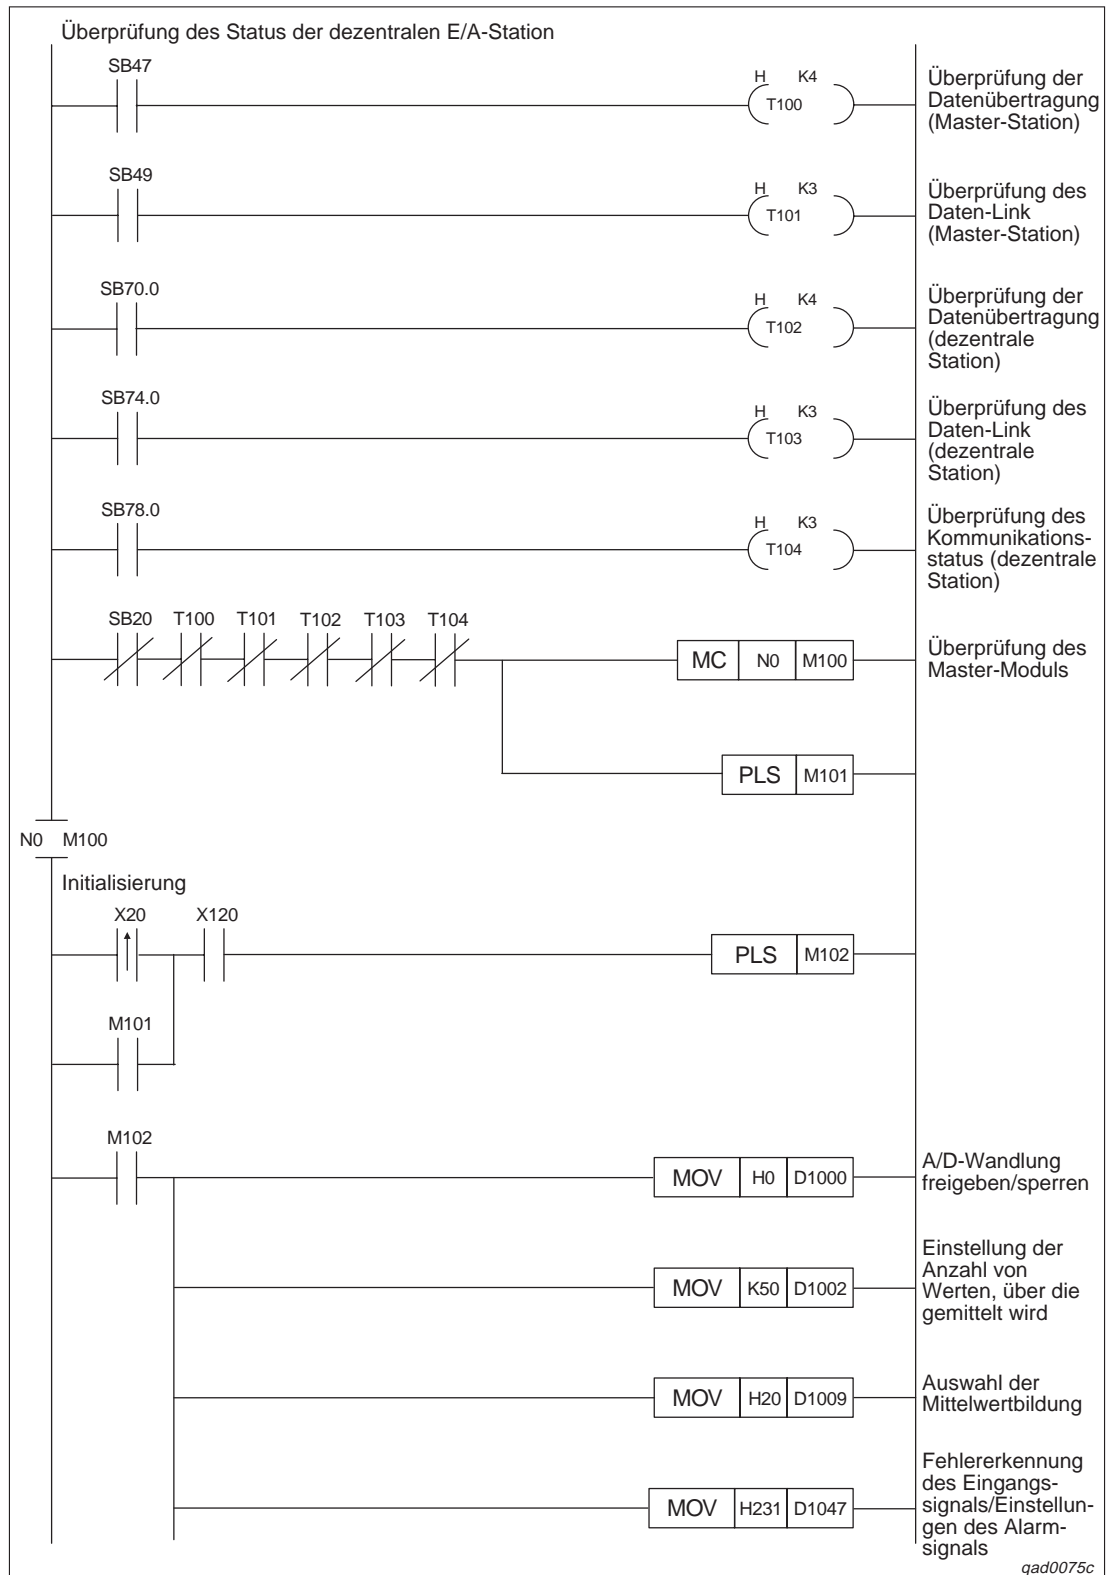 Überprüfung des Status der dezentralen E/A-Station
SB47
H K4
T100
Überprüfung der
Datenübertragung
(Master-Station)
SB49
H K3
T101
Überprüfung des
Daten-Link
(Master-Station)
SB70.0
H K4
T102
Überprüfung der
Datenübertragung
(dezentrale
Station)
SB74.0
H K3
T103
Überprüfung des
Daten-Link
(dezentrale
Station)
SB78.0
H K3
T104
Überprüfung des
Kommunikations-
status (dezentrale
Station)
SB20 T100 T101 T102 T103 T104
MC N0 M100
Überprüfung des
Master-Moduls
PLS M101
N0 M100
Initialisierung
X20 X120
PLS M102
M101
M102
MOV H0 D1000
A/D-Wandlung
freigeben/sperren
MOV K50 D1002
Einstellung der
Anzahl von
Werten, über die
gemittelt wird
MOV H20 D1009
Auswahl der
Mittelwertbildung
MOV H231 D1047
Fehlererkennung
des Eingangs-
signals/Einstellun-
gen des Alarm-
signals
qad0075c